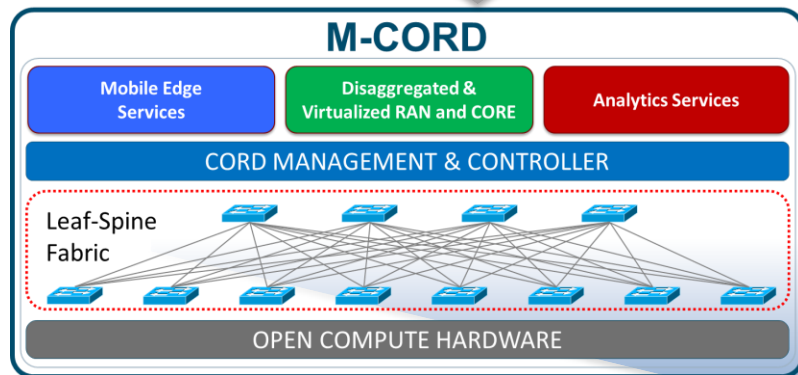 M-CORD
Mobile Edge
Services
Disaggregated &
Virtualized RAN and CORE
Analytics Services
CORD MANAGEMENT & CONTROLLER
Leaf-Spine
Fabric
OPEN COMPUTE HARDWARE